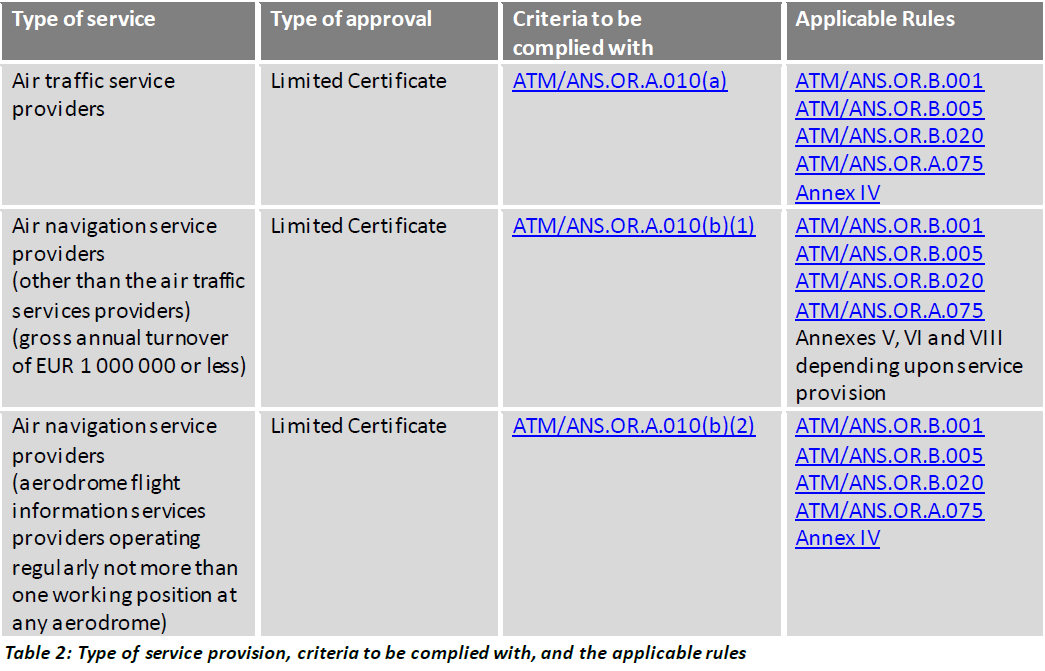 Type of service
Type of approval
Criteria to be
complied with
Applicable Rules
Air traffic service
providers
Limited Certificate
ATM/ANS.OR.A.010(a)
ATM/ANS.OR.B.001
ATM/ANS.OR.B.005
ATM/ANS.OR.B.020
ATM/ANS.OR.A.075
Annex IV
Air navigation service
providers
(other than the air traffic
services providers)
(gross annual turnover
of EUR 1 000 000 or less)
Limited Certificate
ATM/ANS.OR.A.010(b)(1)
ATM/ANS.OR.B.001
ATM/ANS.OR.B.005
ATM/ANS.OR.B.020
ATM/ANS.OR.A.075
Annexes V, VI and VIII
depending upon service
provision
Air navigation service
providers
(aerodrome flight
information services
providers operating
regularly not more than
one working position at
any aerodrome)
Limited Certificate
ATM/ANS.OR.A.010(b)(2)
ATM/ANS.OR.B.001
ATM/ANS.OR.B.005
ATM/ANS.OR.B.020
ATM/ANS.OR.A.075
Annex IV
Table 2: Type of service provision, criteria to be complied with, and the applicable rules